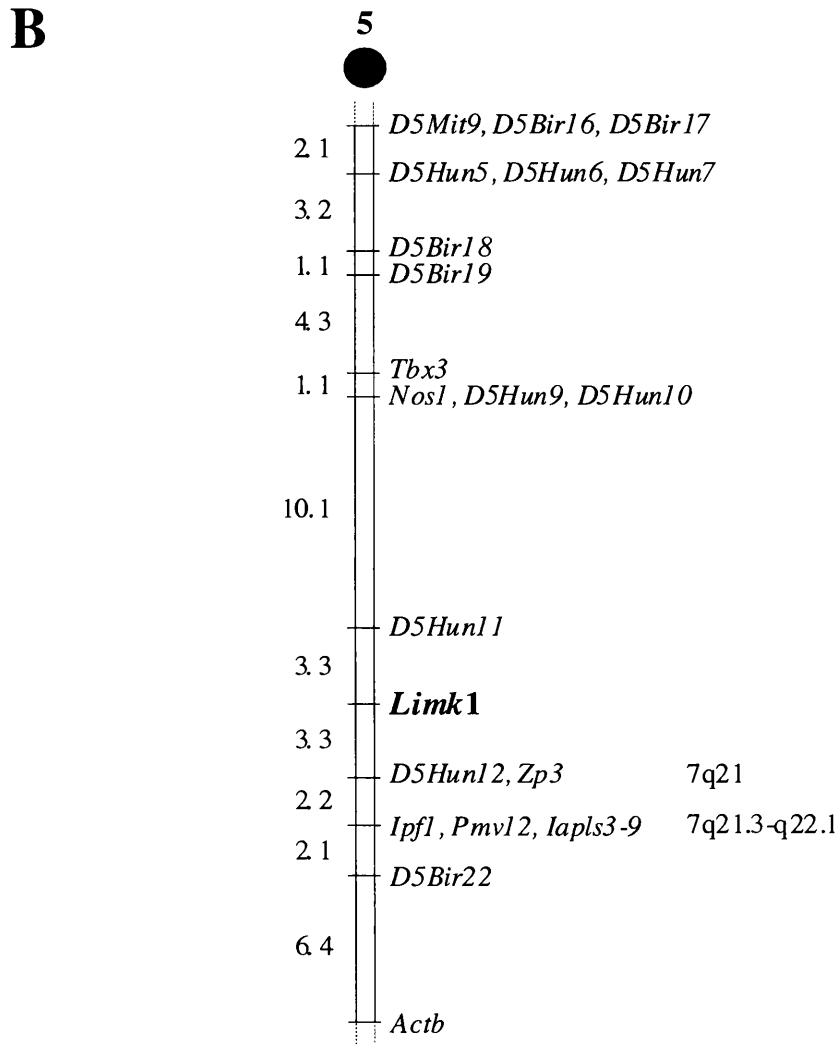 B
5
D5Mit9, D5Bir16, D5Bir17
2.1
D5Hun5, D5Hun6, D5Hun7
3.2
D5Bir18
1.1
D5Bir19
4.3
Tbx3
1.1
Nos1, D5Hun9, D5Hun10
10.1
D5Hun11
3.3
Limk1
3.3
D5Hun12, Zp3 7q21
2.2
Ipf1, Pmv12, Iapls3-9 7q21.3-q22.1
2.1
D5Bir22
6.4
Actb